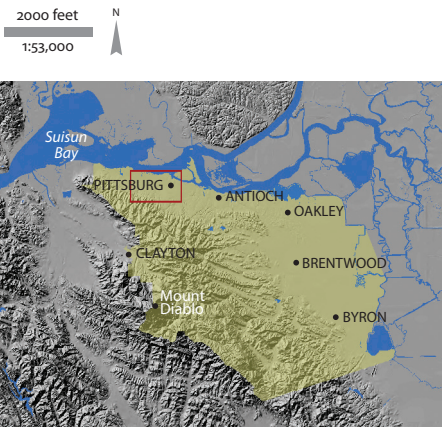 2000 feet
1:53,000
N
Suisun
Bay
PITTSBURG
ANTIOCH
OAKLEY
CLAYTON
BRENTWOOD
Mount
Diablo
BYRON